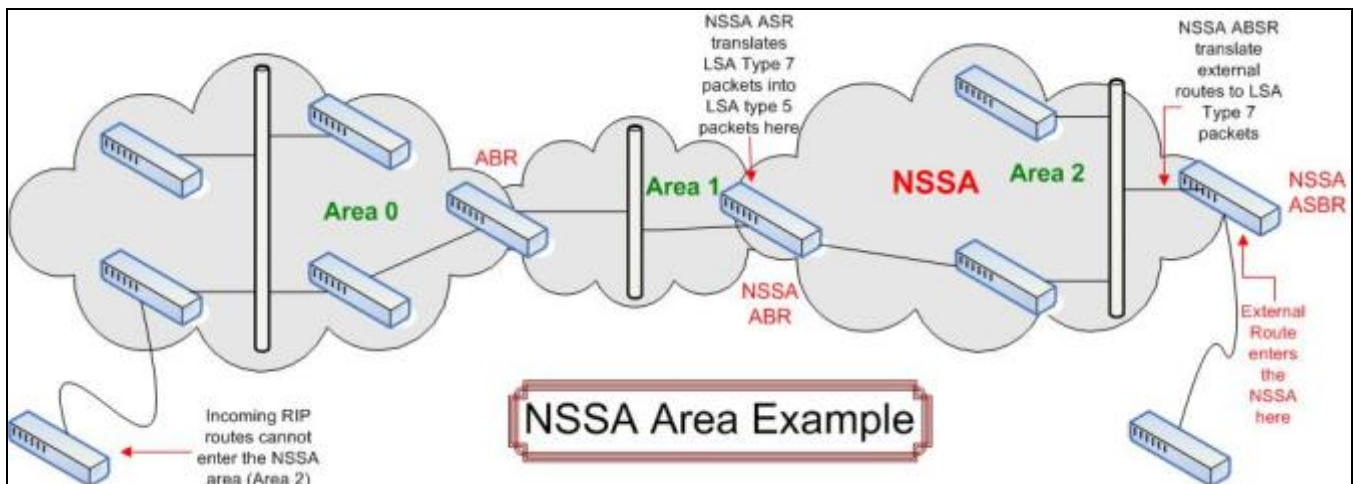 NSSA ASR
translates
LSA Type 7
packets into
LSA type 5
packets here
NSSA ABSR
translate
external
routes to LSA
Type 7
packets
ABR
Area 0
Area 1
NSSA
Area 2
NSSA
ASBR
NSSA
ABR
External
Route
enters
the
NSSA
here
NSSA Area Example
Incoming RIP
routes cannot
enter the NSSA
area (Area 2)